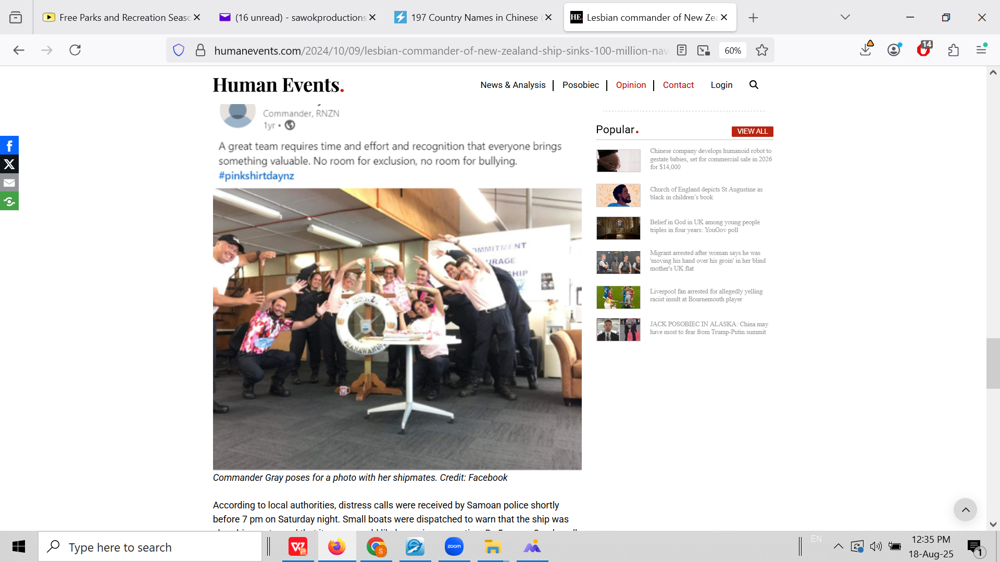 Free Parks and Recreation Seas
(16 unread) - sawokproductions
197 Country Names in Chinese
HE
Lesbian commander of New Ze
humanevents.com/2024/10/09/lesbian-commander-of-new-zealand-ship-sinks-100-million-nav
60%
14
Human Events.
News & Analysis
Posobiec
Opinion
Contact
Login
Commander, RNZN
1yr •
A great team requires time and effort and recognition that everyone brings
something valuable. No room for exclusion, no room for bullying.
#pinkshirtdaynz
OMMITMENT
URAGE
SHIP
Commander Gray poses for a photo with her shipmates. Credit: Facebook
According to local authorities, distress calls were received by Samoan police shortly
before 7 pm on Saturday night. Small boats were dispatched to warn that the ship was
Popular.
VIEW ALL
Chinese company develops humanoid robot to
gestate babies, set for commercial sale in 2026
for $14,000
Church of England depicts St Augustine as
black in children's book
Belief in God in UK among young people
triples in four years: YouGov poll
Migrant arrested after woman says he was
'moving his hand over his groin' in her blind
mother's UK flat
Liverpool fan arrested for allegedly yelling
racist insult at Bournemouth player
JACK POSOBIEC IN ALASKA: China may
have most to fear from Trump-Putin summit
Type here to search
zoom
S
EN
12:35 PM
18-Aug-25
1